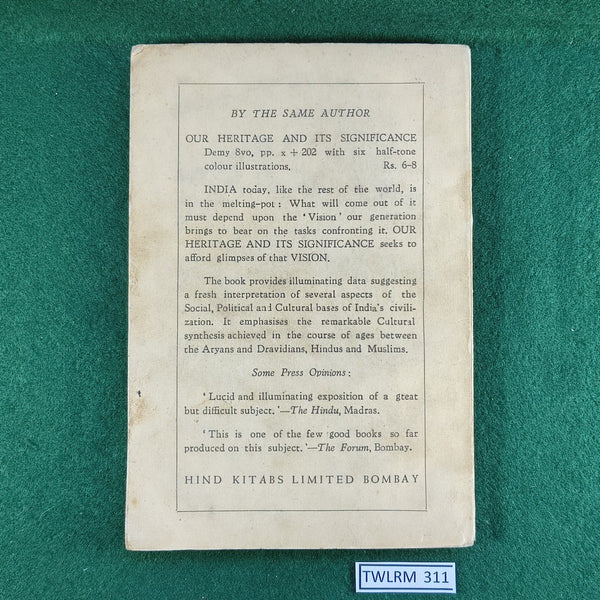 BY THE SAME AUTHOR
OUR HERITAGE AND ITS SIGNIFICANCE
Demy 8vo, pp. x + 202 with six half-tone
colour illustrations. Rs. 6-8
INDIA today, like the rest of the world, is
in the melting-pot: What will come out of it
must depend upon the 'Vision' our generation
brings to bear on the tasks confronting it. OUR
HERITAGE AND ITS SIGNIFICANCE seeks to
afford glimpses of that VISION.
The book provides illuminating data suggesting
a fresh interpretation of several aspects of the
Social, Political and Cultural bases of India's civili-
zation. It emphasises the remarkable Cultural
synthesis achieved in the course of ages between
the Aryans and Dravidians, Hindus and Muslims.
Some Press Opinions:
'Lucid and illuminating exposition of a great
but difficult subject.'—The Hindu, Madras.
'This is one of the few good books so far
produced on this subject.'—The Forum, Bombay.
HIND KITABS LIMITED BOMBAY
TWLRM 311